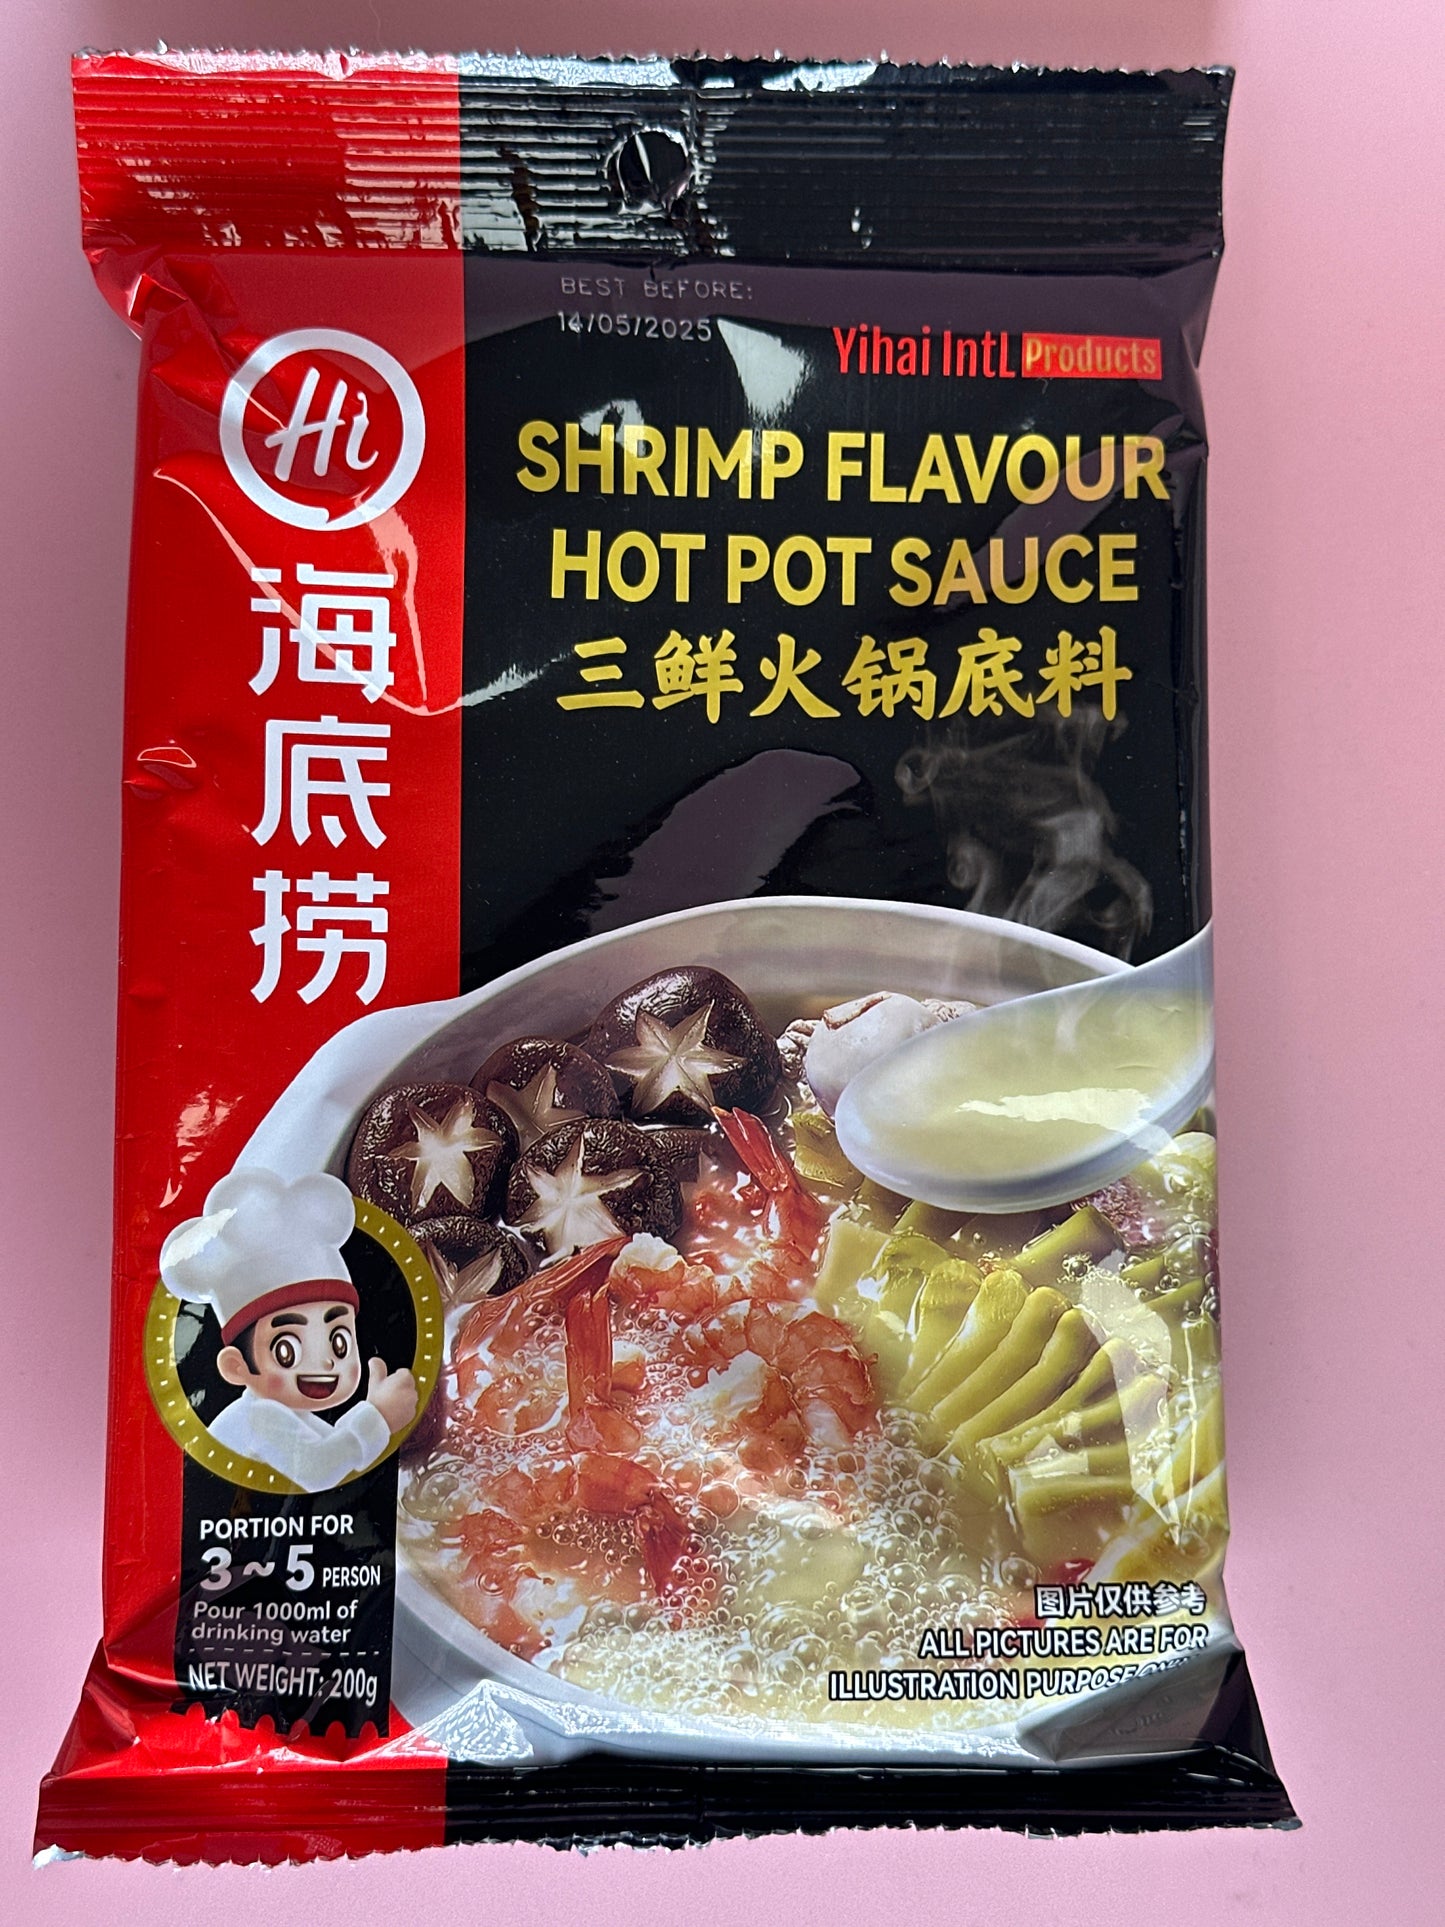 BEST BEFORE:
14/05/2025
Yihai IntL Products
Hi
海底捞
SHRIMP FLAVOUR
HOT POT SAUCE
三鲜火锅底料
PORTION FOR
3~5 PERSON
Pour 1000ml of
drinking water
NET WEIGHT: 200g
图片仅供参考
ALL PICTURES ARE FOR
ILLUSTRATION PURPOSE